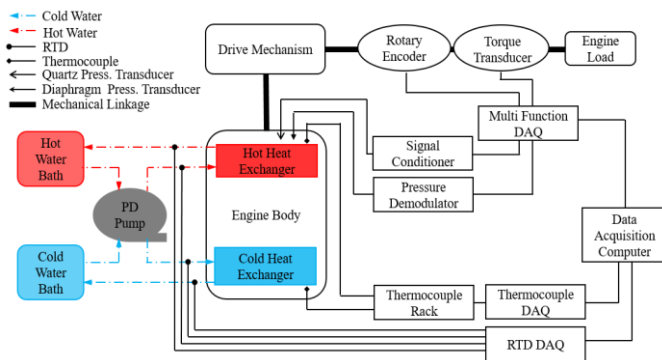 Cold Water
Hot Water
RTD
Thermocouple
Quartz Press. Transducer
Diaphragm Press. Transducer
Mechanical Linkage
Drive Mechanism
Rotary
Encoder
Torque
Transducer
Engine
Load
Multi Function
DAQ
Signal
Conditioner
Pressure
Demodulator
Hot
Water
Bath
Hot Heat
Exchanger
PD
Pump
Engine Body
Cold
Water
Bath
Cold Heat
Exchanger
Data
Acquisition
Computer
Thermocouple
Rack
Thermocouple
DAQ
RTD DAQ